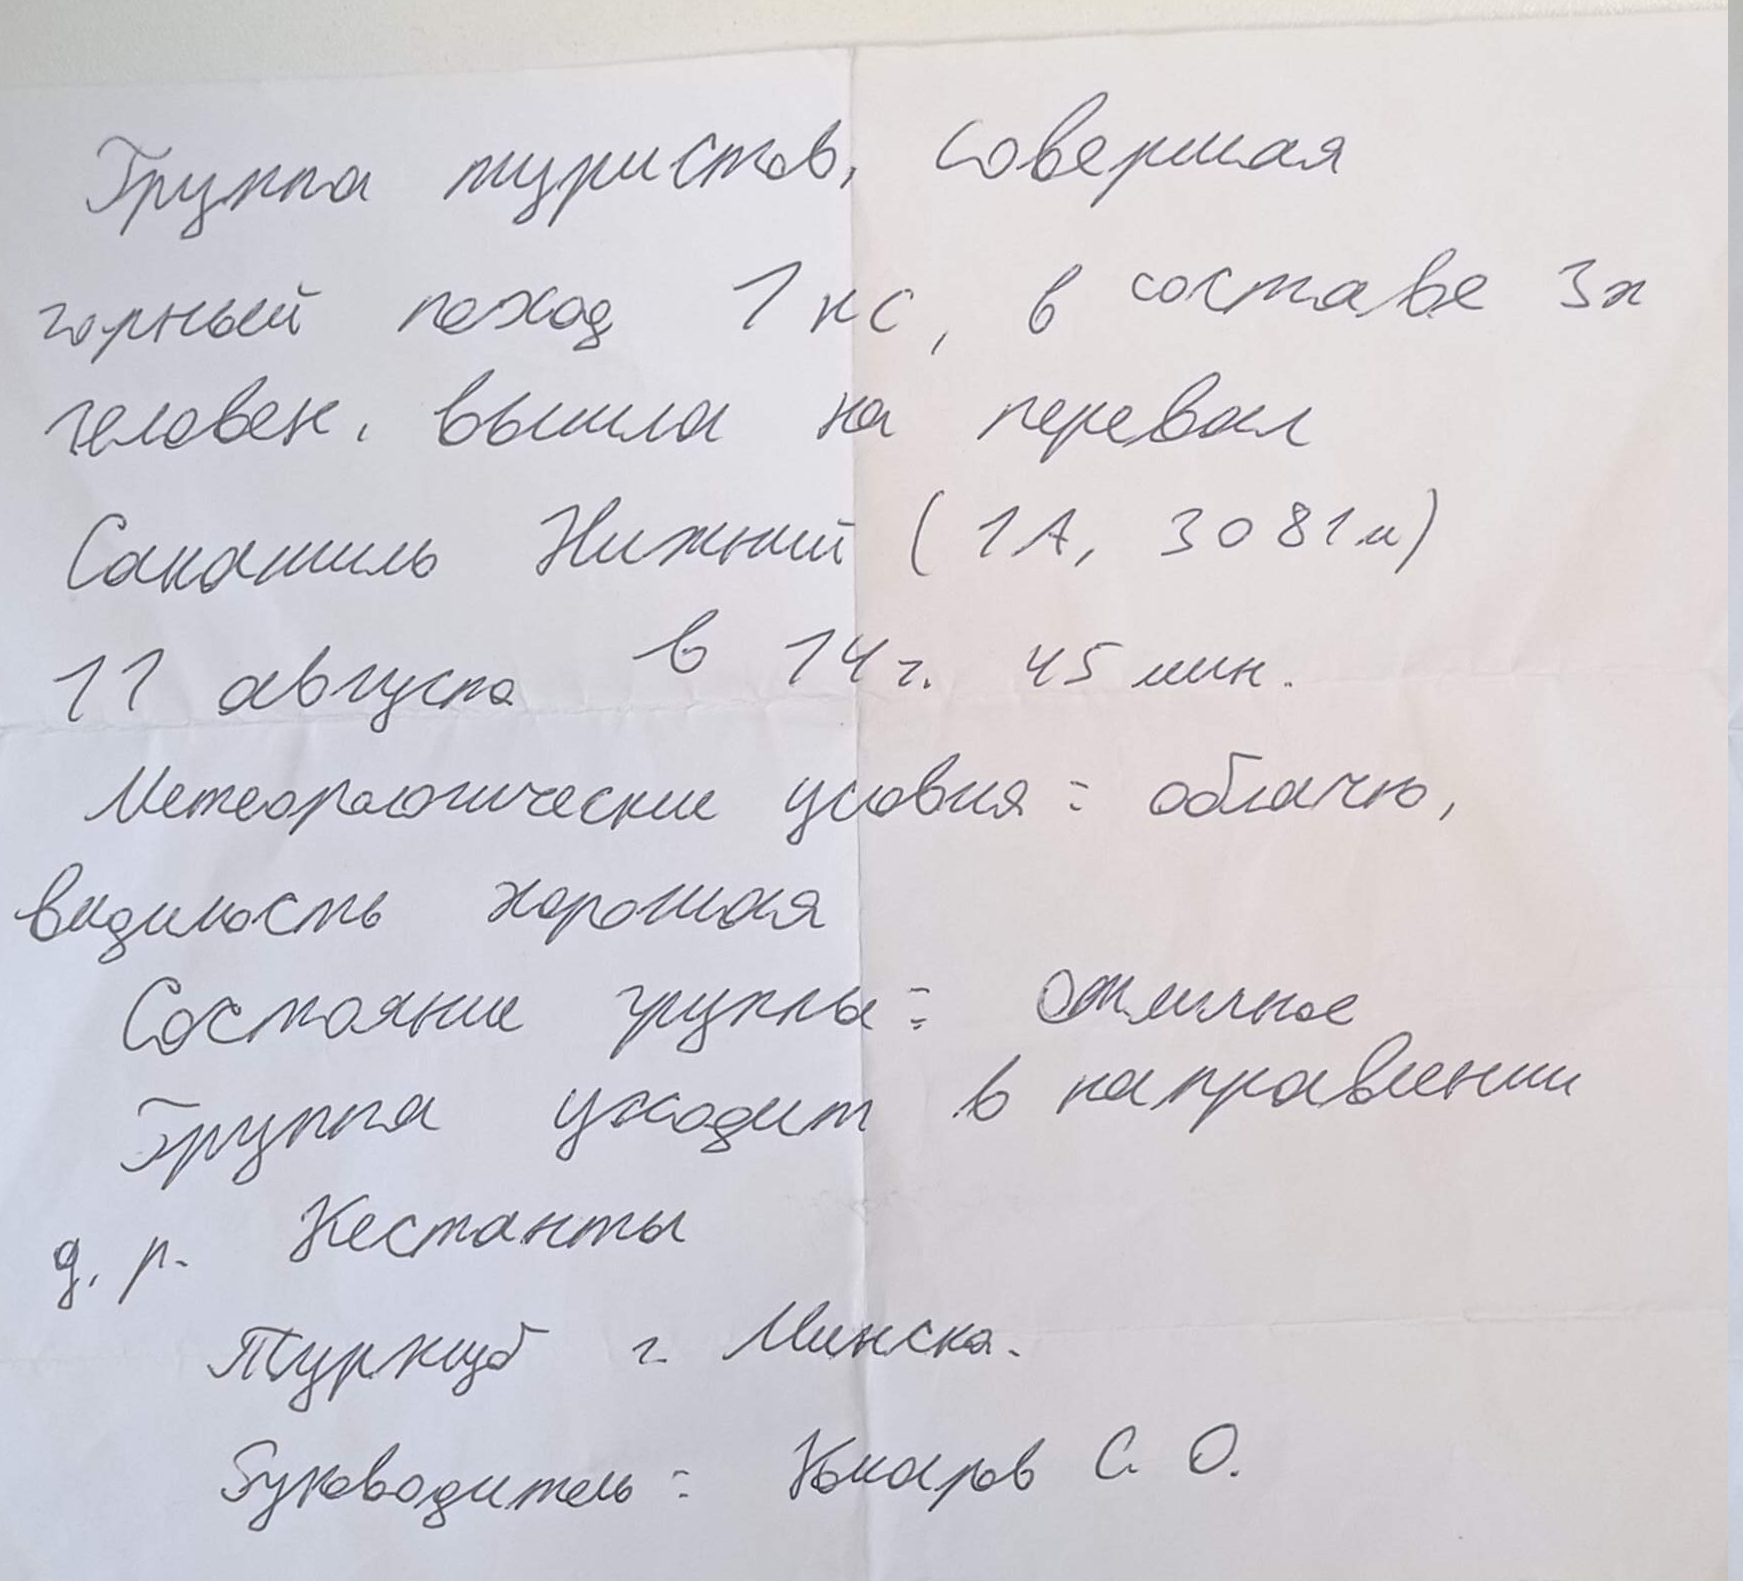 Группа туристов, совершая
горный поход 1 кс, в составе 3х
человек, вышла на перевал
Сакашиль Нижний (1А, 3081м)
11 августа в 14 ч. 45 мин.
Метеорологические условия: облачно,
видимость хорошая
Состояние группы: отличное
Группа уходит в направлении
д. р. Кестанты
Турклуб г. Минска.
Руководитель: Комаров С. О.